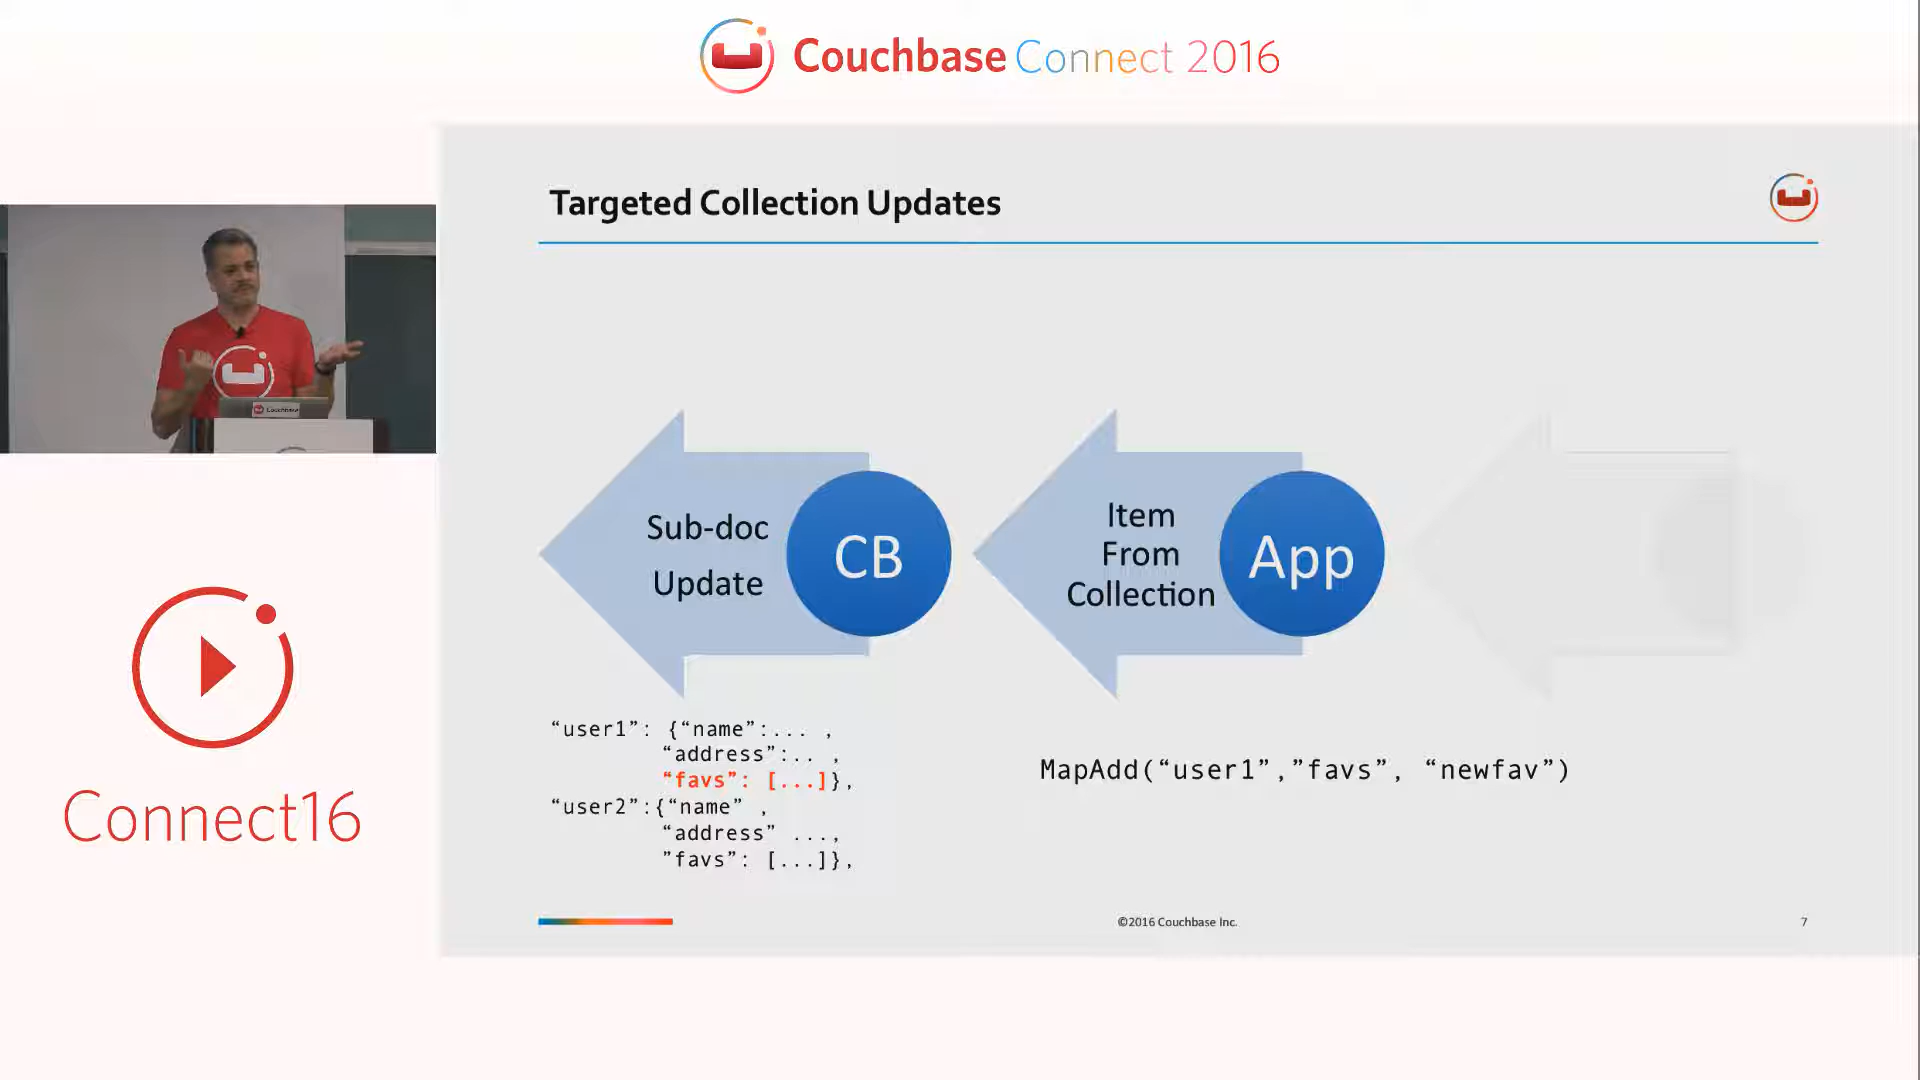 Couchbase Connect 2016
Targeted Collection Updates
Sub-doc
Update
CB
Item
From
Collection
App
“user1”: {“name”:... ,
“address”:.. ,
“favs”: [...]},
“user2”:{“name” ,
“address” ...,
”favs”: [...]},
MapAdd(“user1”,”favs”, “newfav”)
©2016 Couchbase Inc.
7
Couchbase
Connect16